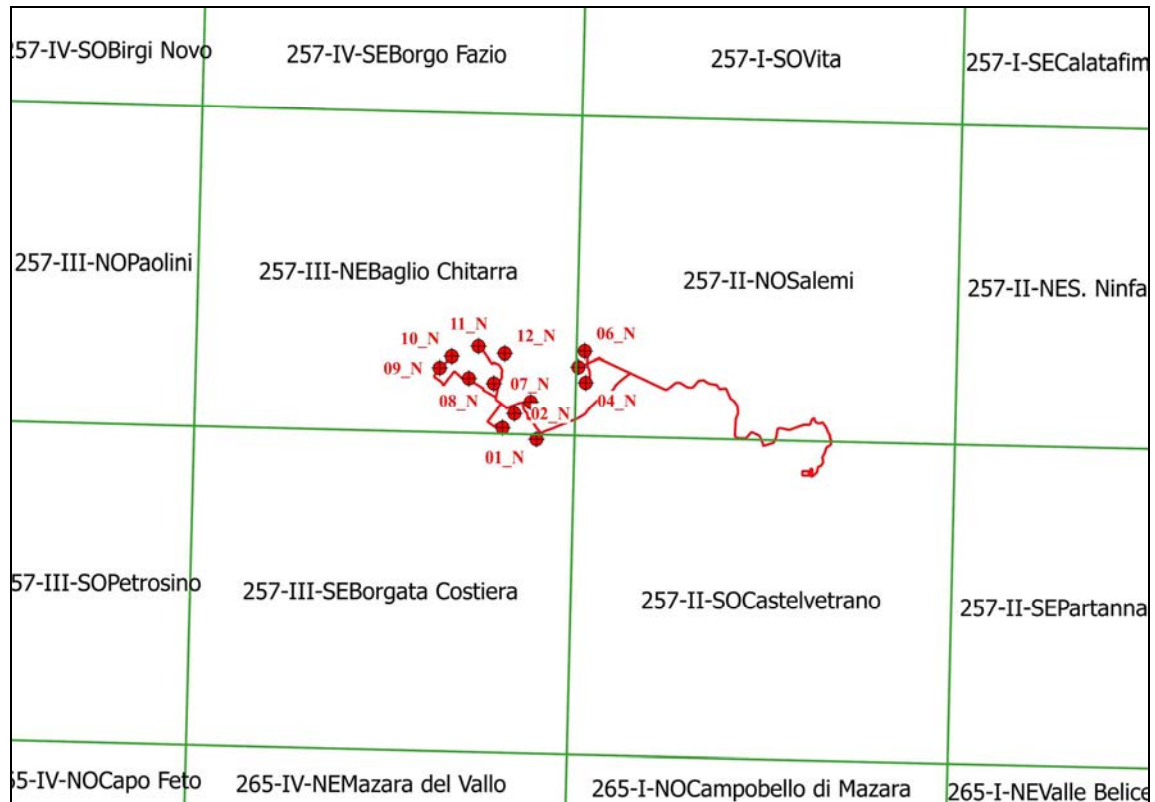 257-IV-SOBirgi Novo
257-IV-SEBorgo Fazio
257-I-SOVita
257-I-SECalatafim
257-III-NOPaolini
257-III-NEBaglio Chitarra
257-II-NOSalemi
257-II-NES. Ninfa
11_N
10_N
12_N
06_N
09_N
07_N
08_N
04_N
02_N
01_N
57-III-SOPetrosino
257-III-SEBorgata Costiera
257-II-SOCastelvetrano
257-II-SEPartanna
65-IV-NOCapo Feto
265-IV-NEMazara del Vallo
265-I-NOCampobello di Mazara
265-I-NEValle Belice